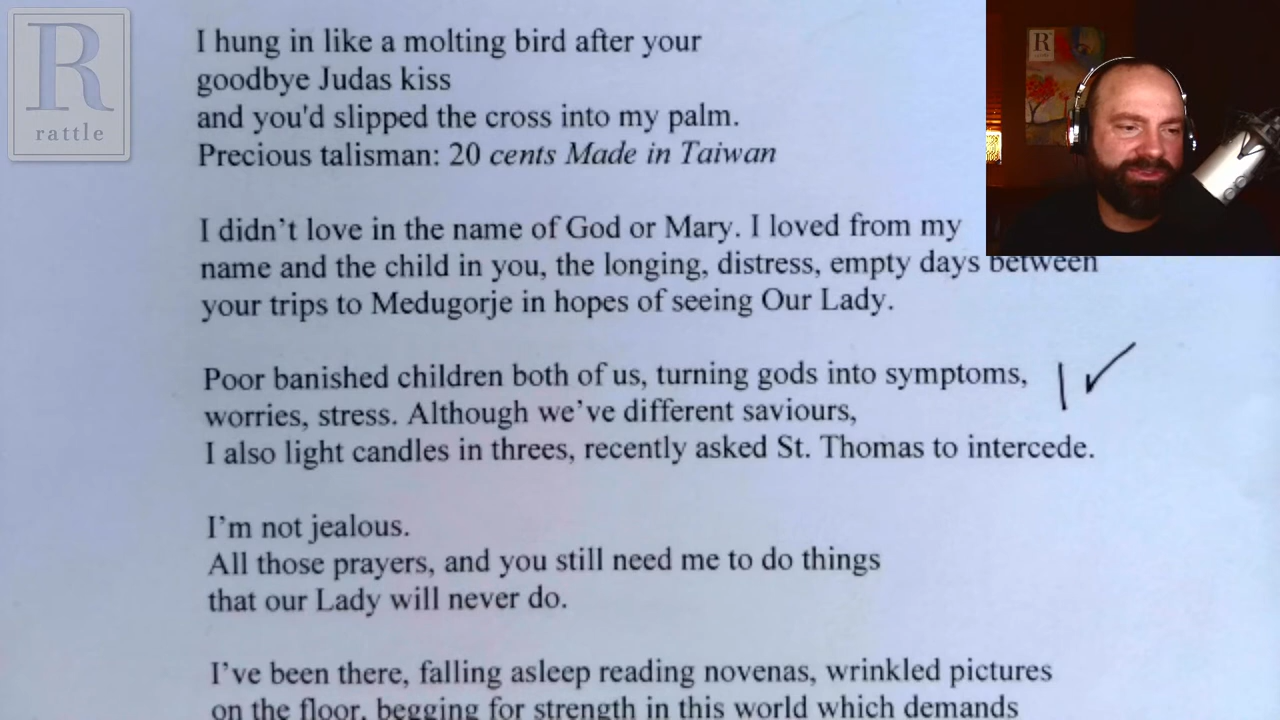 R
rattle
R
I hung in like a molting bird after your
goodbye Judas kiss
and you'd slipped the cross into my palm.
Precious talisman: 20 cents Made in Taiwan
I didn't love in the name of God or Mary. I loved from my
name and the child in you, the longing, distress, empty days between
your trips to Medugorje in hopes of seeing Our Lady.
Poor banished children both of us, turning gods into symptoms,
worries, stress. Although we've different saviours,
I also light candles in threes, recently asked St. Thomas to intercede.
I'm not jealous.
All those prayers, and you still need me to do things
that our Lady will never do.
I've been there, falling asleep reading novenas, wrinkled pictures
on the floor, begging for strength in this world which demands